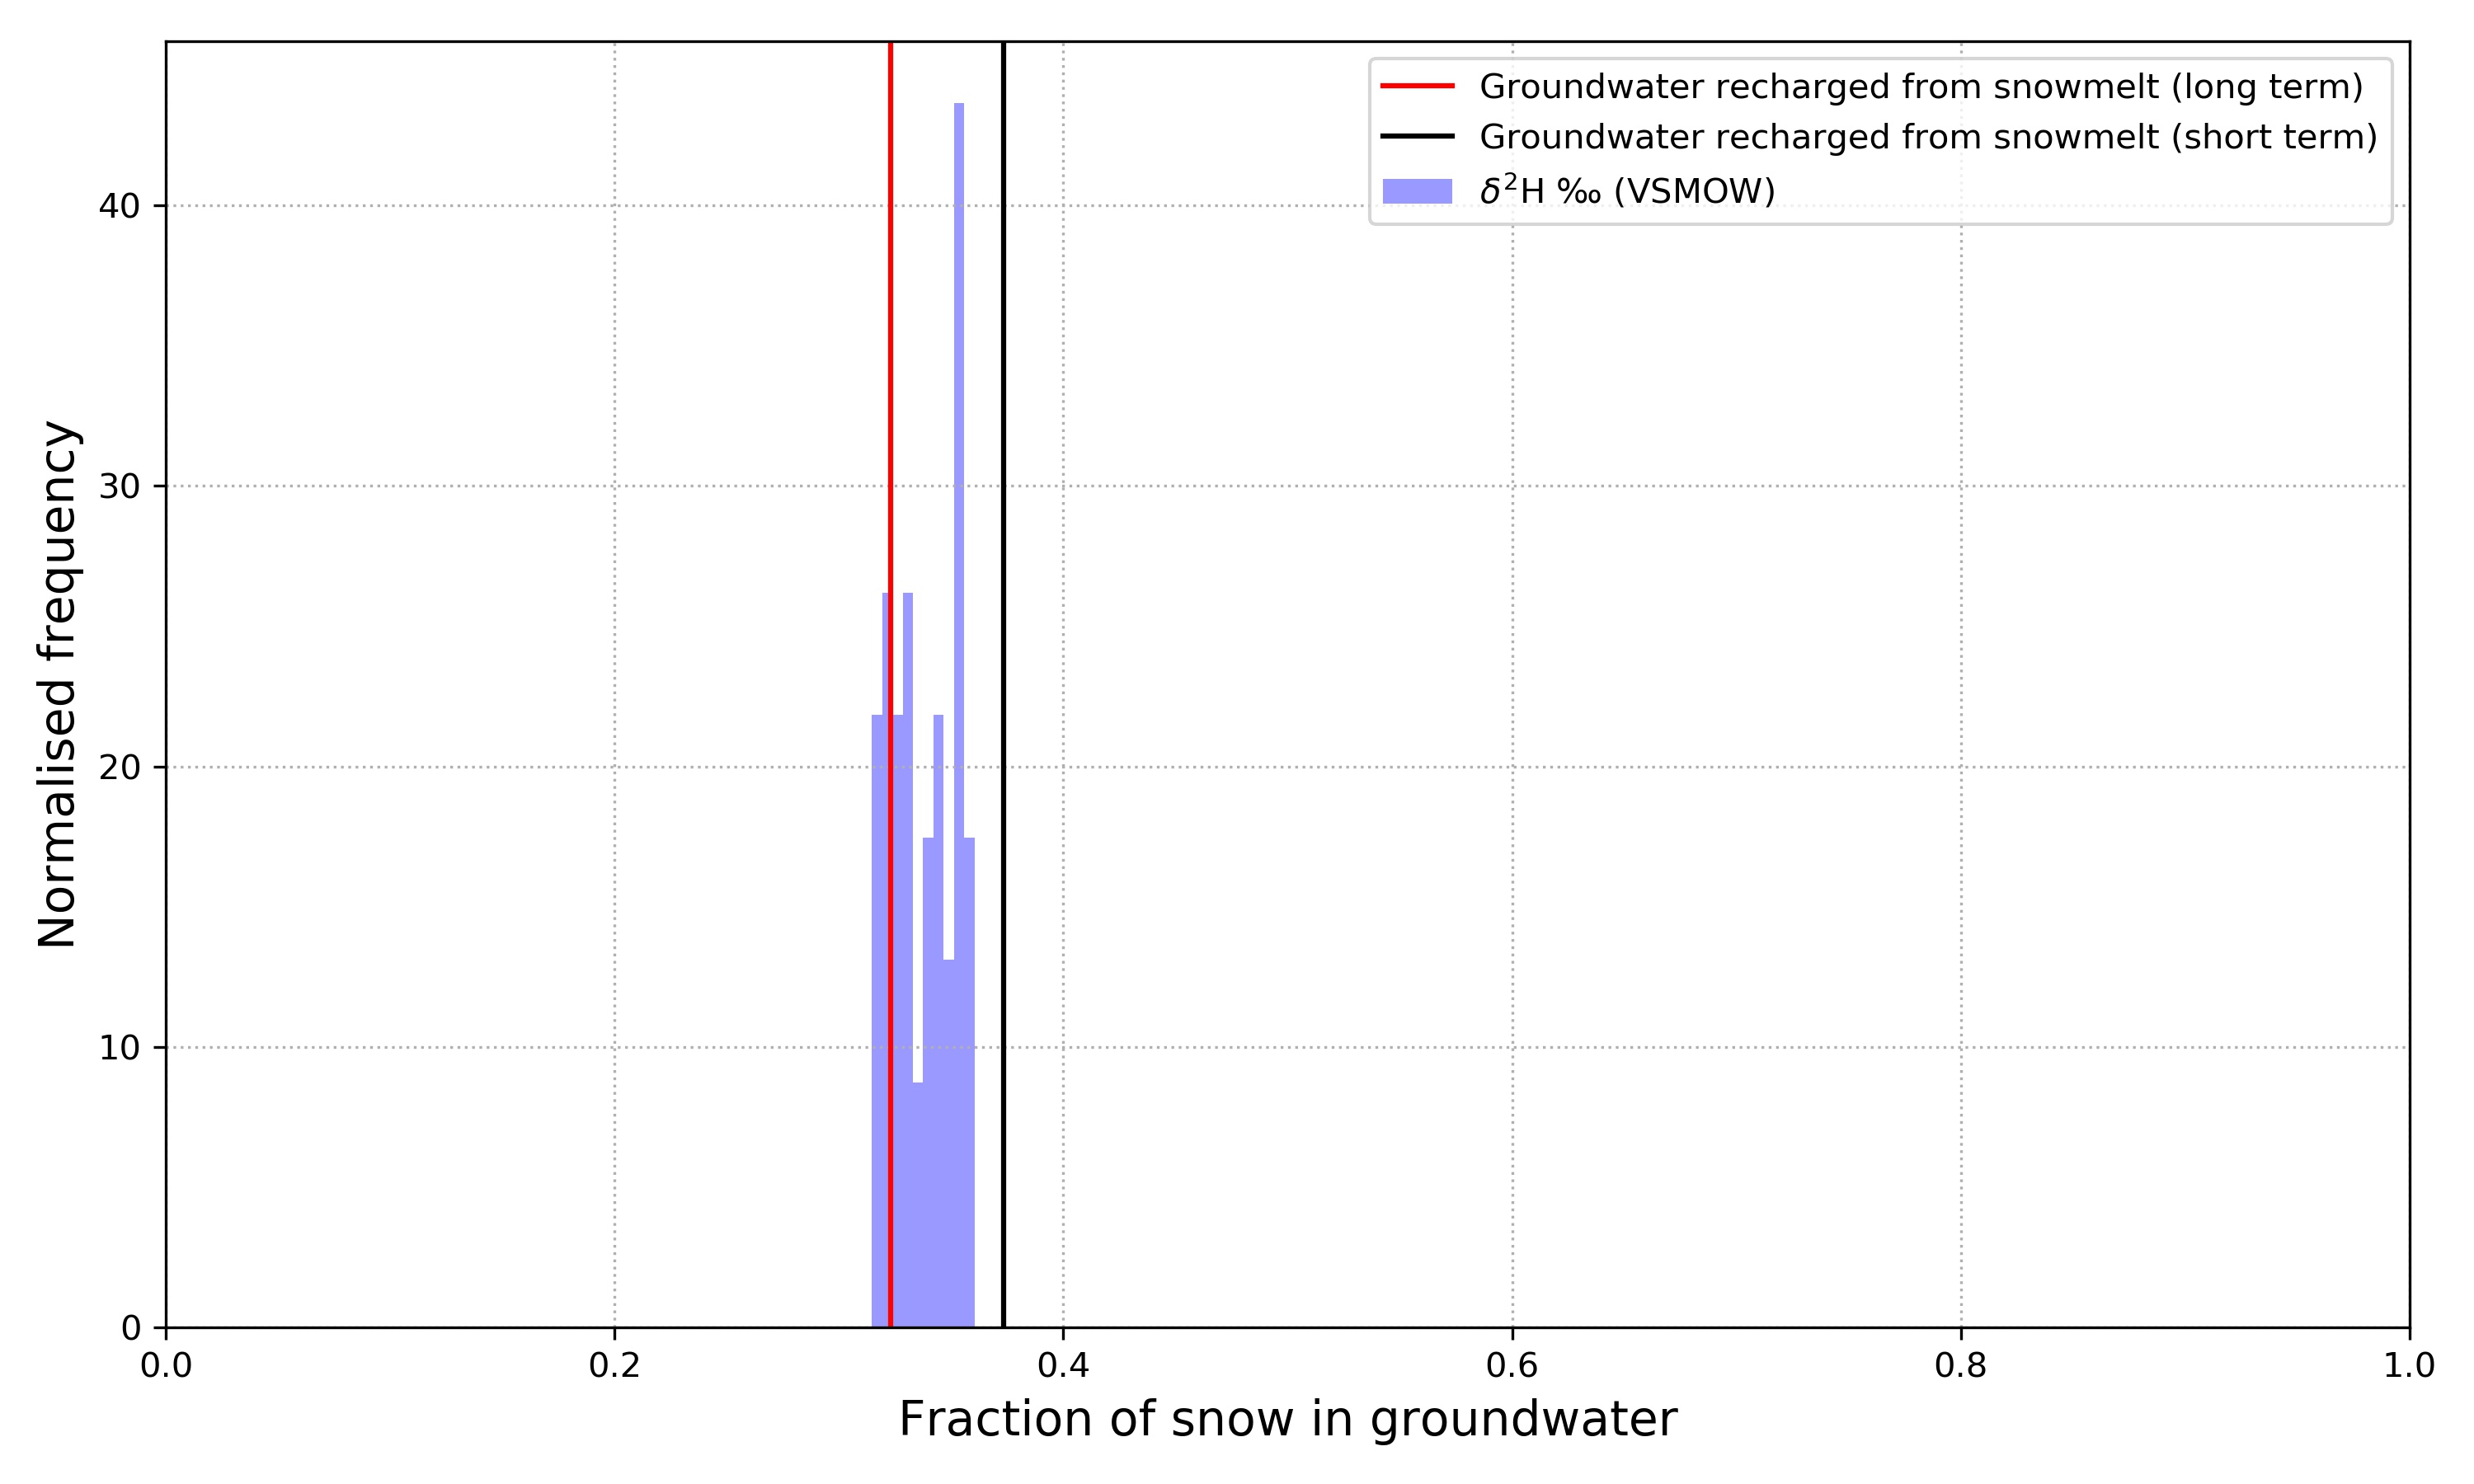 Groundwater recharged from snowmelt (long term)
Groundwater recharged from snowmelt (short term)
δ²H ‰ (VSMOW)
Normalised frequency
40
30
20
10
0
0.0 0.2 0.4 0.6 0.8 1.0
Fraction of snow in groundwater